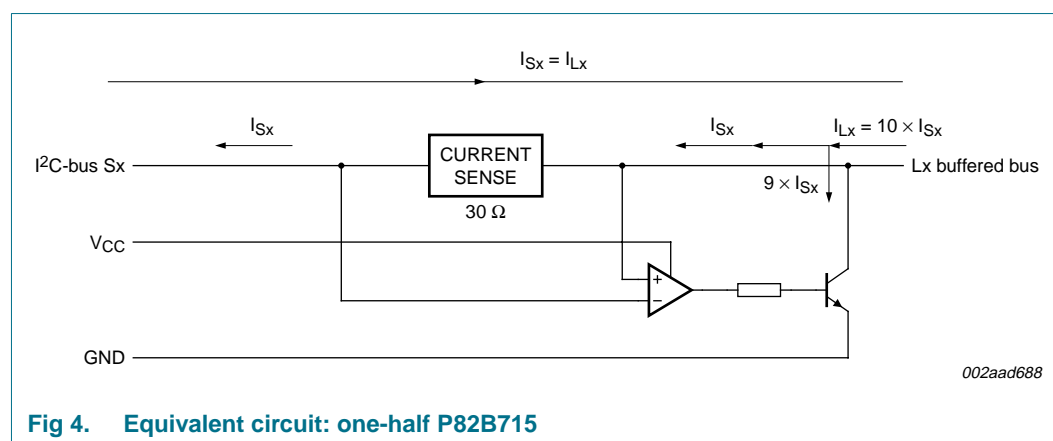 I_Sx = I_Lx
I_Sx
I_Sx
I_Lx = 10 × I_Sx
I²C-bus Sx
CURRENT
SENSE
Lx buffered bus
9 × I_Sx
30 Ω
V_CC
+
−
GND
002aad688
Fig 4. Equivalent circuit: one-half P82B715